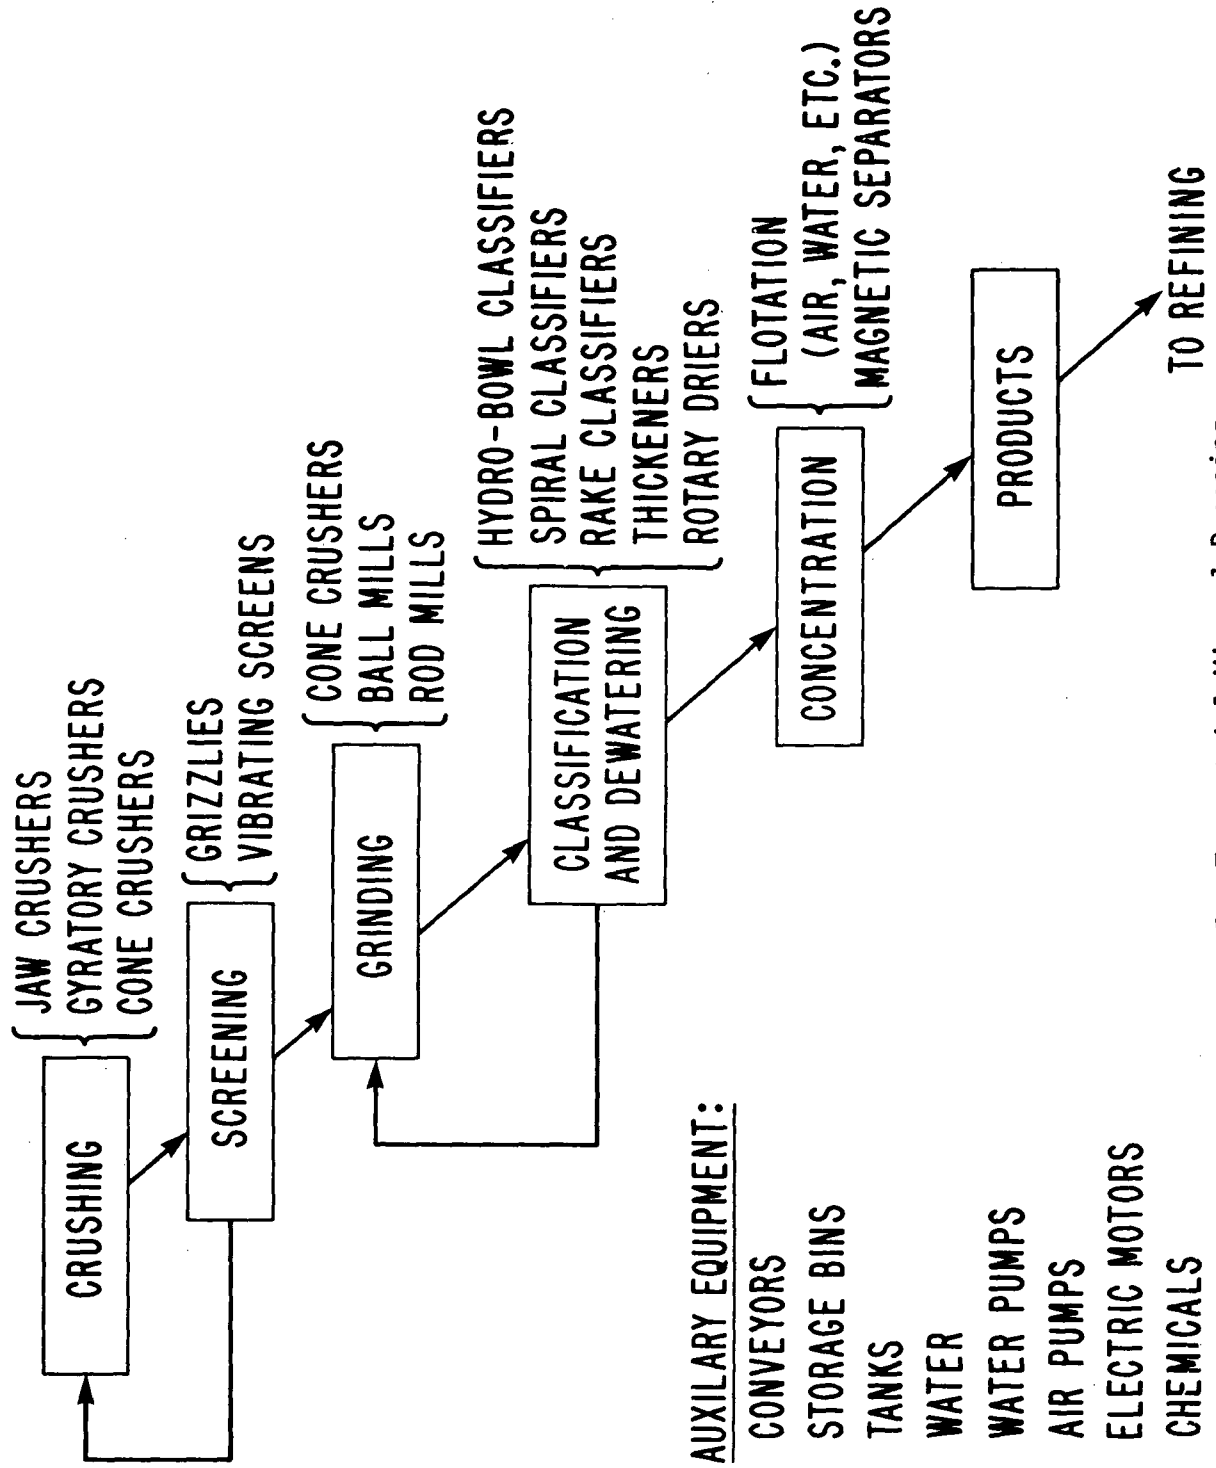 JAW CRUSHERS
GYRATORY CRUSHERS
CONE CRUSHERS
CRUSHING
GRIZZLIES
VIBRATING SCREENS
SCREENING
CONE CRUSHERS
BALL MILLS
ROD MILLS
GRINDING
HYDRO-BOWL CLASSIFIERS
SPIRAL CLASSIFIERS
RAKE CLASSIFIERS
THICKENERS
ROTARY DRIERS
CLASSIFICATION
AND DEWATERING
FLOTATION
(AIR, WATER, ETC.)
MAGNETIC SEPARATORS
CONCENTRATION
PRODUCTS
TO REFINING
AUXILARY EQUIPMENT:
CONVEYORS
STORAGE BINS
TANKS
WATER
WATER PUMPS
AIR PUMPS
ELECTRIC MOTORS
CHEMICALS